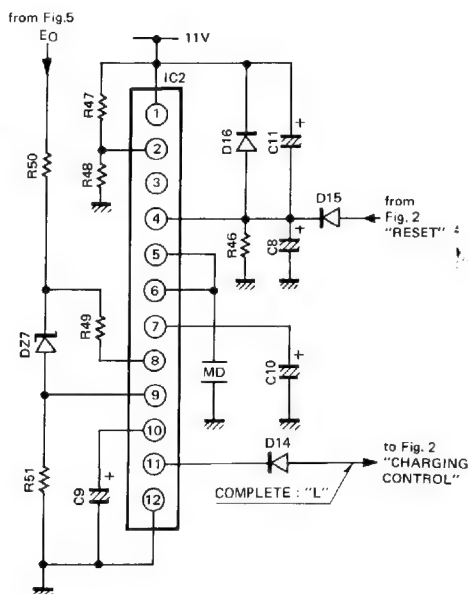 from Fig.5
EO
11V
IC2
R47
R48
R50
R49
DZ7
R51
C9
1
2
3
4
5
6
7
8
9
10
11
12
D16
C11
D15
from
Fig. 2
"RESET"
R46
C8
MD
C10
D14
to Fig. 2
"CHARGING
CONTROL"
COMPLETE : "L"